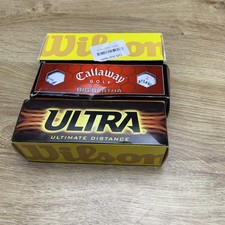 Wilson
Callaway
GOLF
BIG BERTHA
ULTRA
ULTIMATE DISTANCE
Wilson